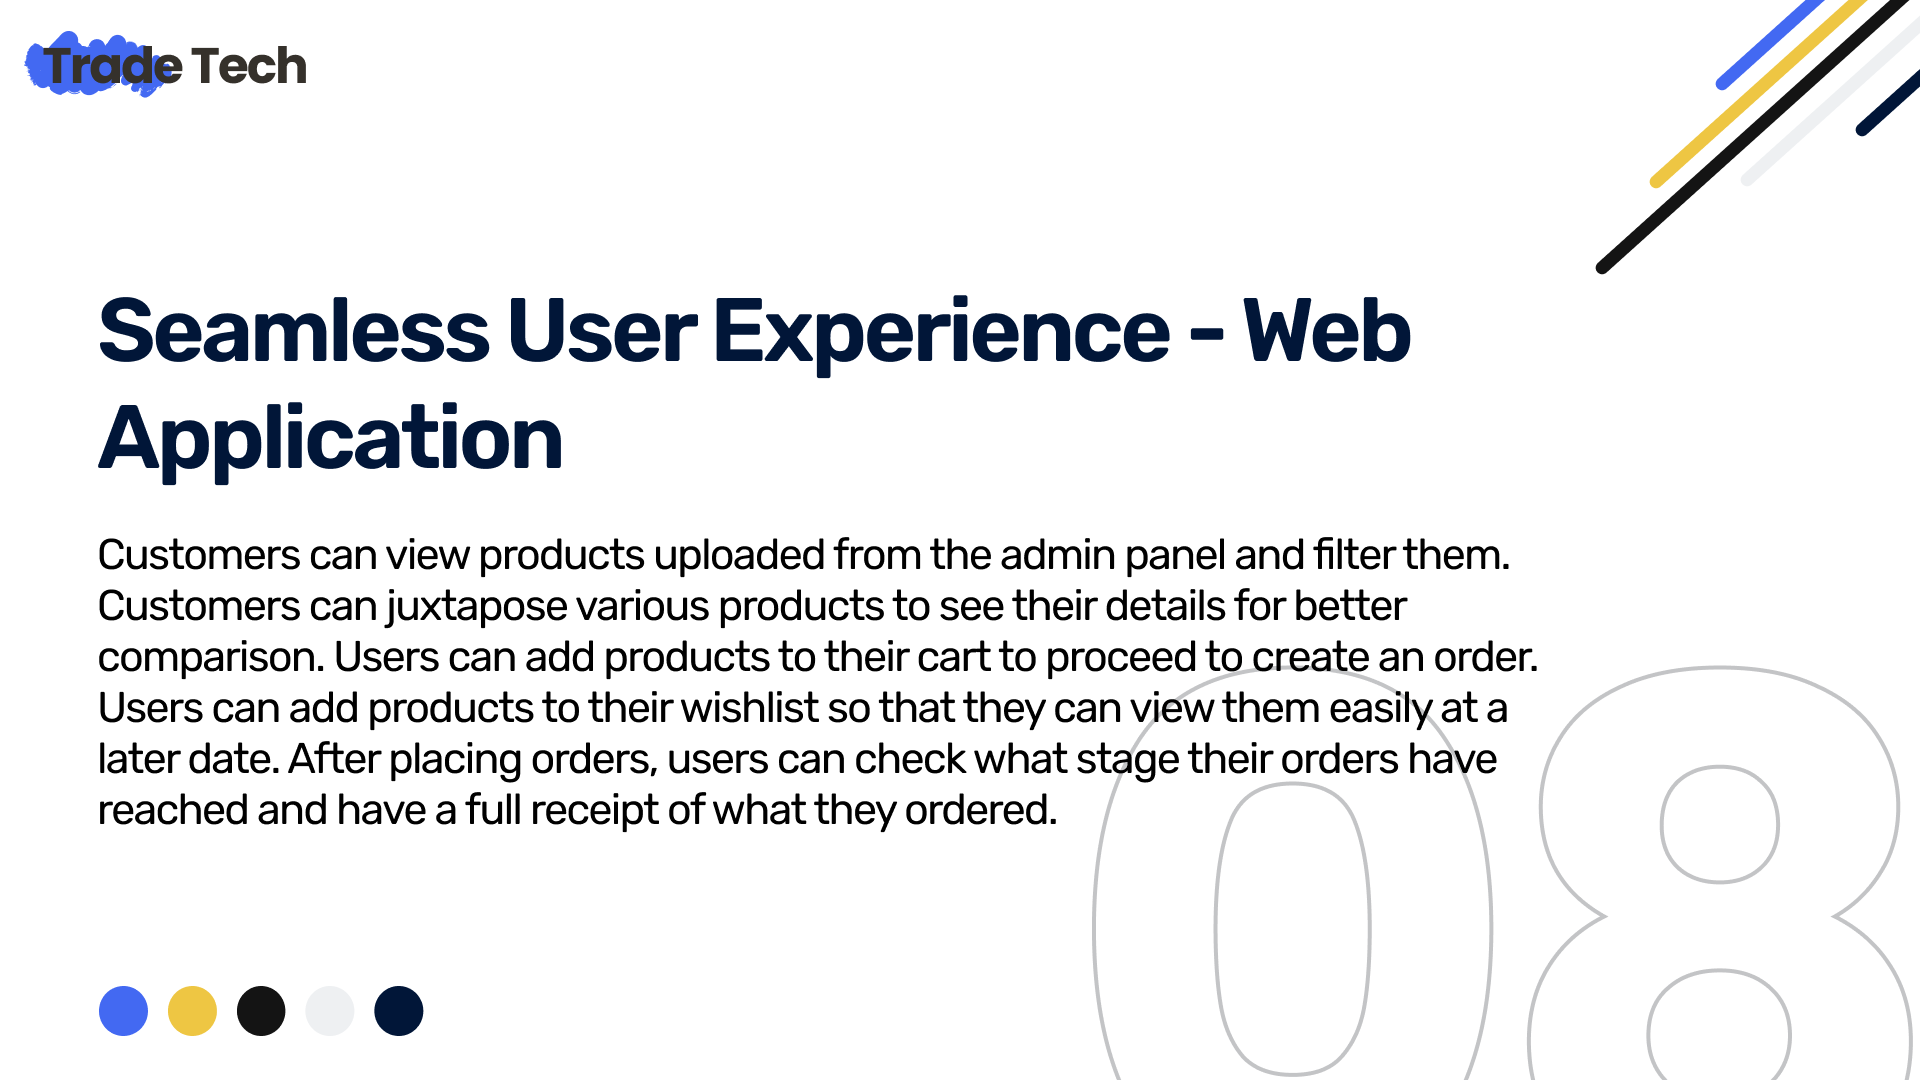 Trade Tech
Seamless User Experience - Web
Application
Customers can view products uploaded from the admin panel and filter them.
Customers can juxtapose various products to see their details for better
comparison. Users can add products to their cart to proceed to create an order.
Users can add products to their wishlist so that they can view them easily at a
later date. After placing orders, users can check what stage their orders have
reached and have a full receipt of what they ordered.
08